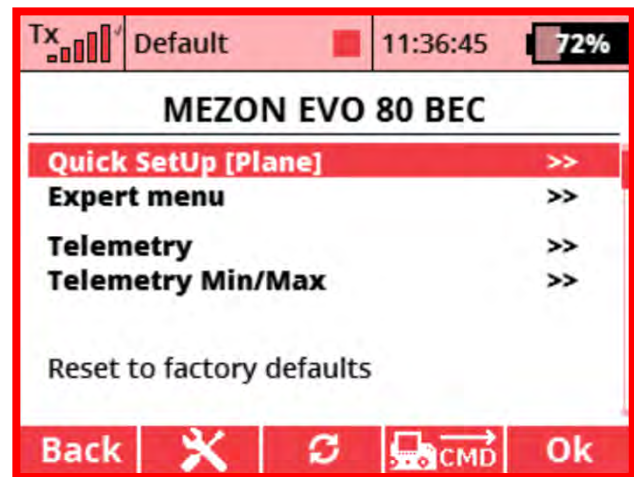 Tx Default 11:36:45 72%
MEZON EVO 80 BEC
Quick SetUp [Plane] >>
Expert menu >>
Telemetry >>
Telemetry Min/Max >>
Reset to factory defaults
Back CMD Ok